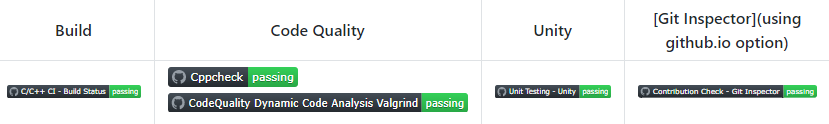 Build
Code Quality
Unity
[Git Inspector](using
github.io option)
C/C++ CI - Build Status passing
Cppcheck passing
CodeQuality Dynamic Code Analysis Valgrind passing
Unit Testing - Unity passing
Contribution Check - Git Inspector passing